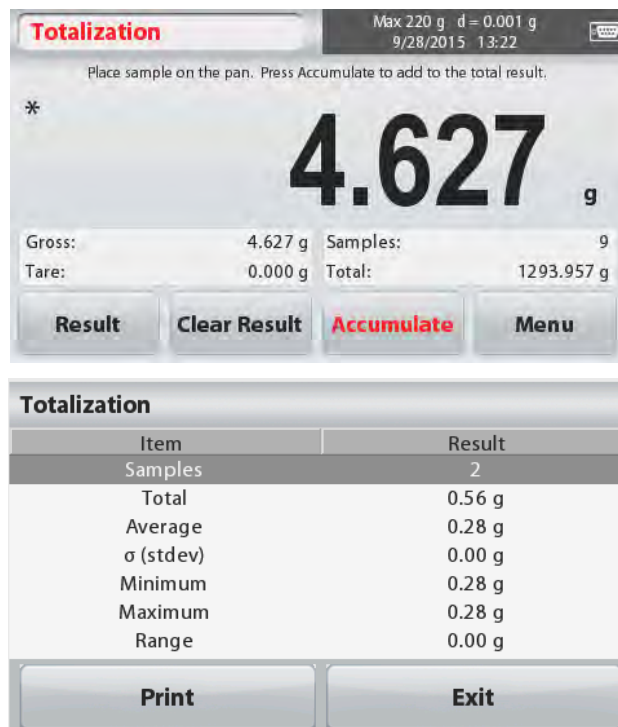 Totalization
Max 220 g d = 0.001 g
9/28/2015 13:22
Place sample on the pan. Press Accumulate to add to the total result.
*
4.627 g
Gross: 4.627 g Samples: 9
Tare: 0.000 g Total: 1293.957 g
Result Clear Result Accumulate Menu
Totalization
Item Result
Samples 2
Total 0.56 g
Average 0.28 g
σ (stdev) 0.00 g
Minimum 0.28 g
Maximum 0.28 g
Range 0.00 g
Print Exit